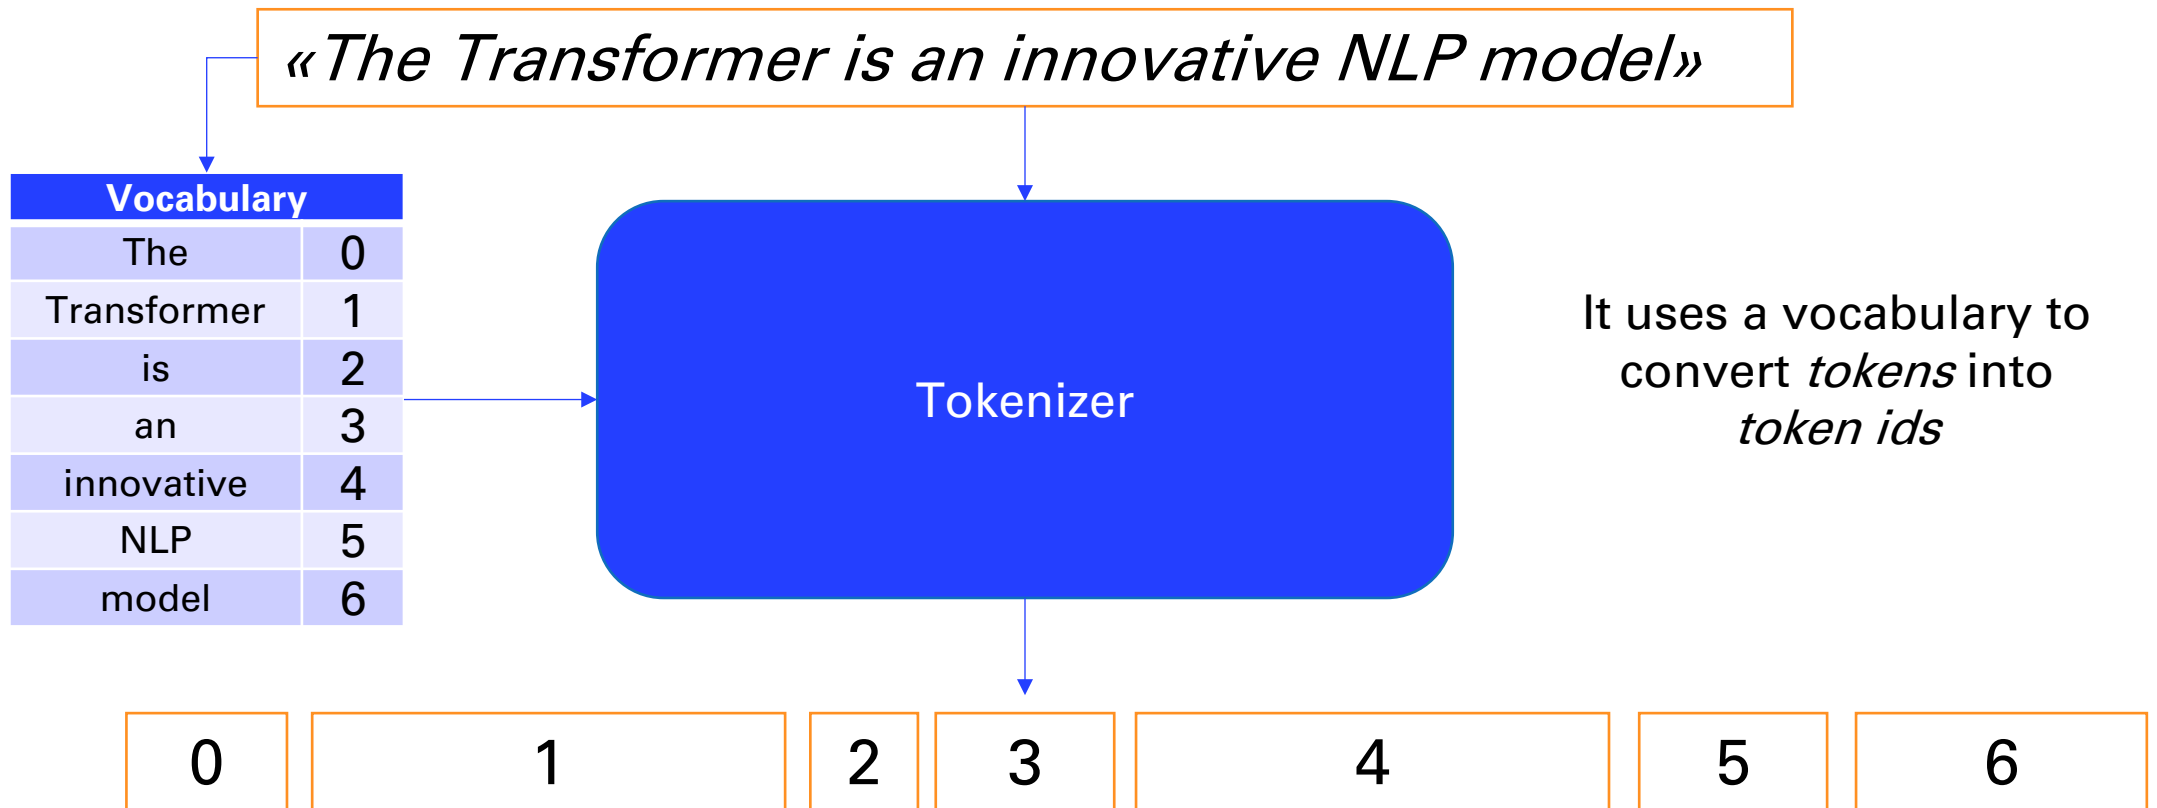 «The Transformer is an innovative NLP model»
Vocabulary
The 0
Transformer 1
is 2
an 3
innovative 4
NLP 5
model 6
Tokenizer
It uses a vocabulary to
convert tokens into
token ids
0 1 2 3 4 5 6